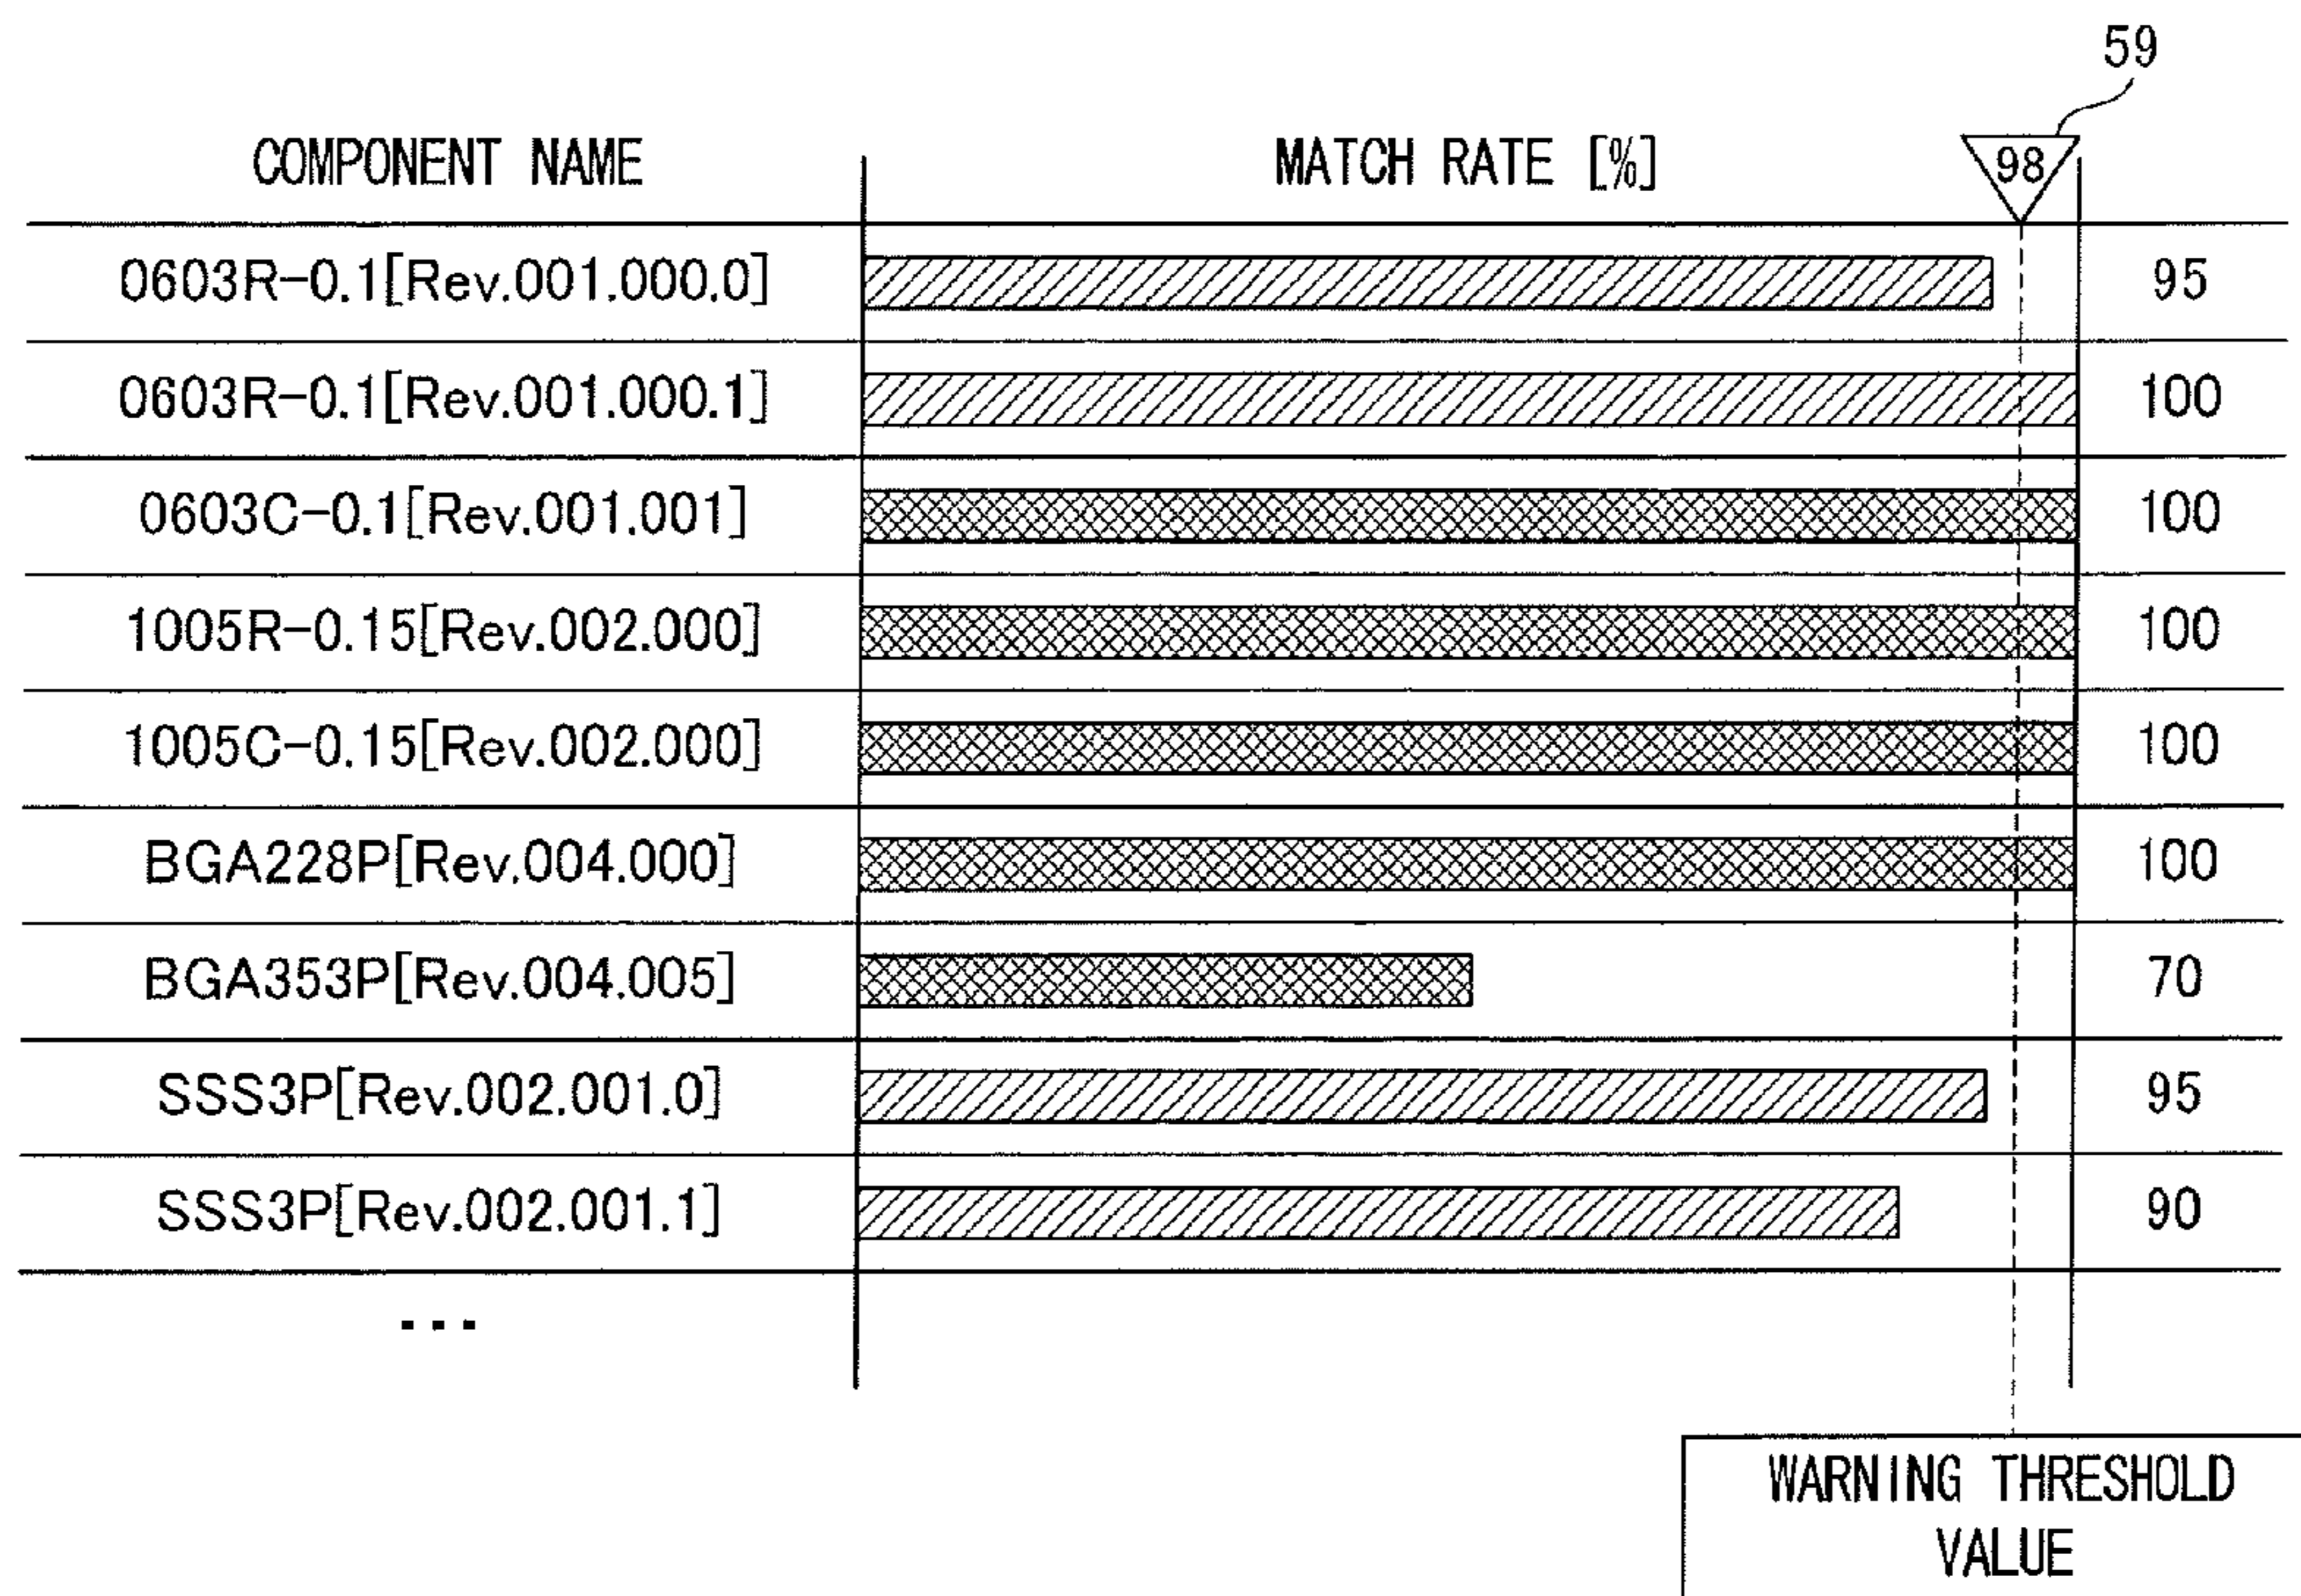 59
COMPONENT NAME MATCH RATE [%] 98
0603R-0.1[Rev.001.000.0] 95
0603R-0.1[Rev.001.000.1] 100
0603C-0.1[Rev.001.001] 100
1005R-0.15[Rev.002.000] 100
1005C-0.15[Rev.002.000] 100
BGA228P[Rev.004.000] 100
BGA353P[Rev.004.005] 70
SSS3P[Rev.002.001.0] 95
SSS3P[Rev.002.001.1] 90
...
WARNING THRESHOLD
VALUE